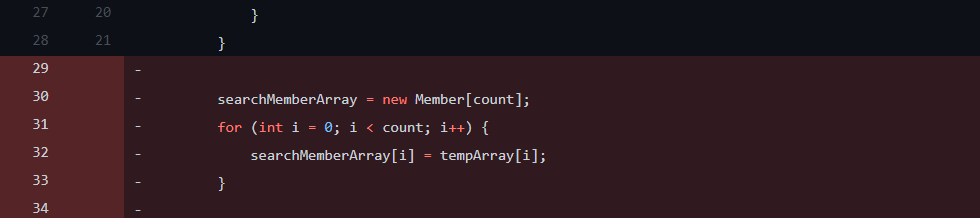 27 20 }
28 21 }
29 -
30 - searchMemberArray = new Member[count];
31 - for (int i = 0; i < count; i++) {
32 - searchMemberArray[i] = tempArray[i];
33 - }
34 -